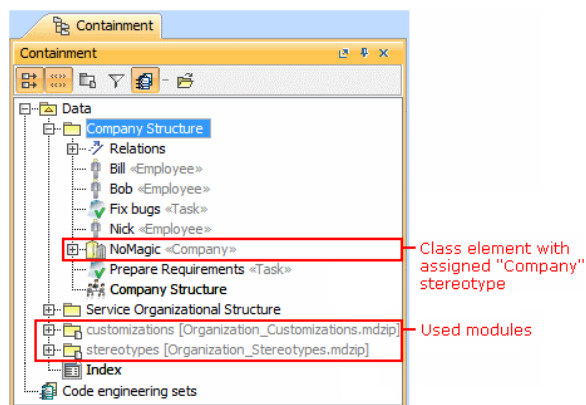 Containment
Containment
Data
Company Structure
Relations
Bill «Employee»
Bob «Employee»
Fix bugs «Task»
Nick «Employee»
NoMagic «Company»
Prepare Requirements «Task»
Company Structure
Service Organizational Structure
customizations [Organization_Customizations.mdzip]
stereotypes [Organization_Stereotypes.mdzip]
Index
Code engineering sets
Class element with
assigned "Company"
stereotype
Used modules